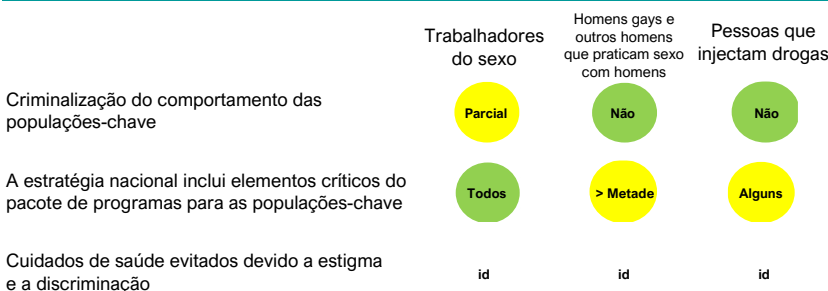 Trabalhadores
do sexo
Homens gays e
outros homens
que praticam sexo
com homens
Pessoas que
injectam drogas
Criminalização do comportamento das
populações-chave
Parcial
Não
Não
A estratégia nacional inclui elementos críticos do
pacote de programas para as populações-chave
Todos
> Metade
Alguns
Cuidados de saúde evitados devido a estigma
e a discriminação
id
id
id